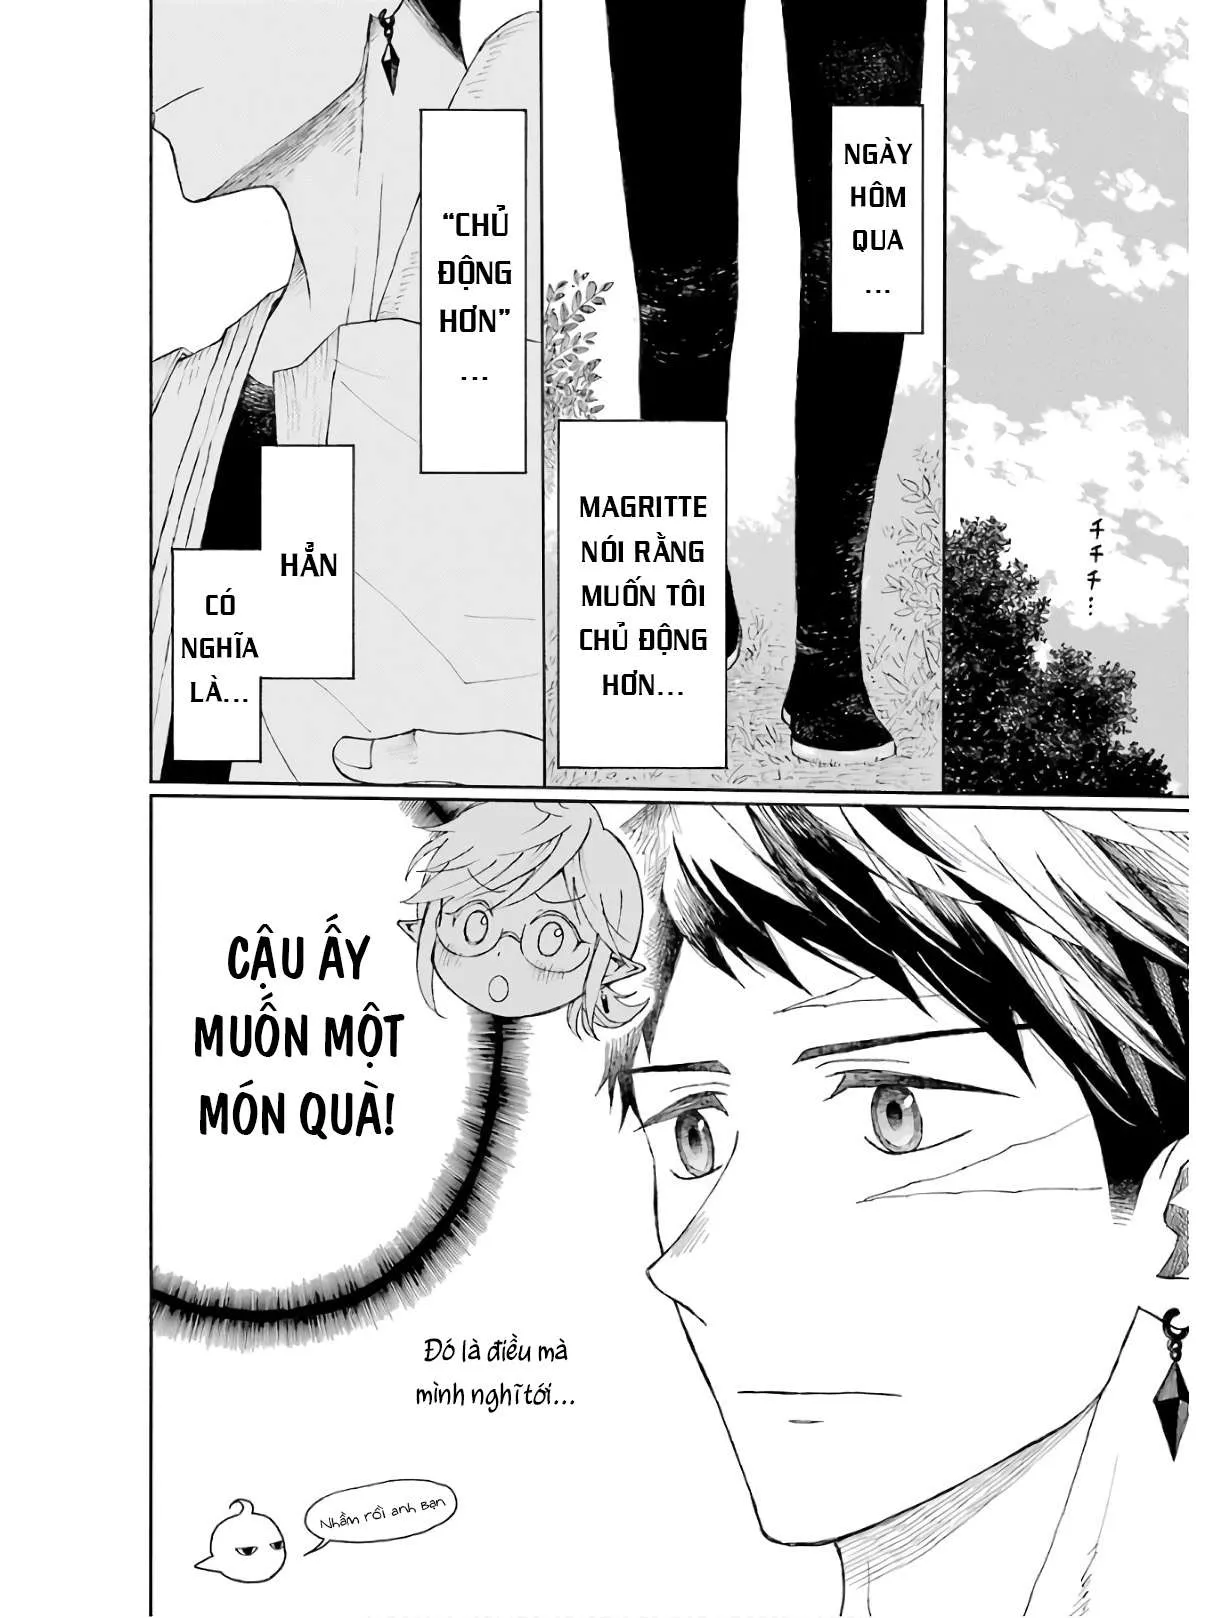 NGÀY
HÔM
QUA
...
チチチ…
MAGRITTE
NÓI RẰNG
MUỐN TÔI
CHỦ ĐỘNG
HƠN...
“CHỦ
ĐỘNG
HƠN”
...
HẲN
CÓ
NGHĨA
LÀ...
CẬU ẤY
MUỐN MỘT
MÓN QUÀ!
Đó là điều mà
mình nghĩ tới...
Nhầm rồi anh bạn